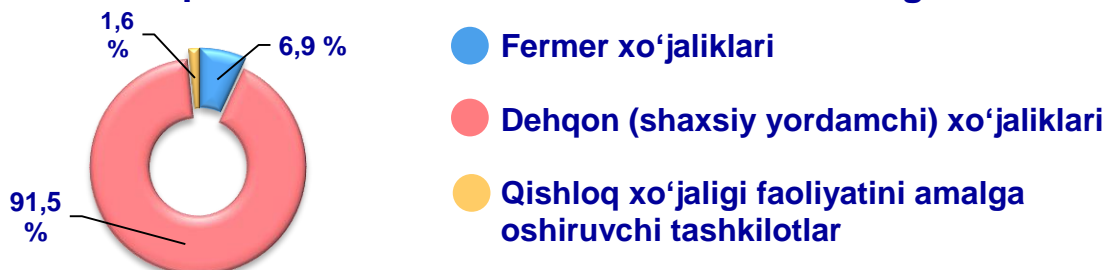 1,6
%
6,9 %
91,5
%
Fermer xo‘jaliklari
Dehqon (shaxsiy yordamchi) xo‘jaliklari
Qishloq xo‘jaligi faoliyatini amalga
oshiruvchi tashkilotlar